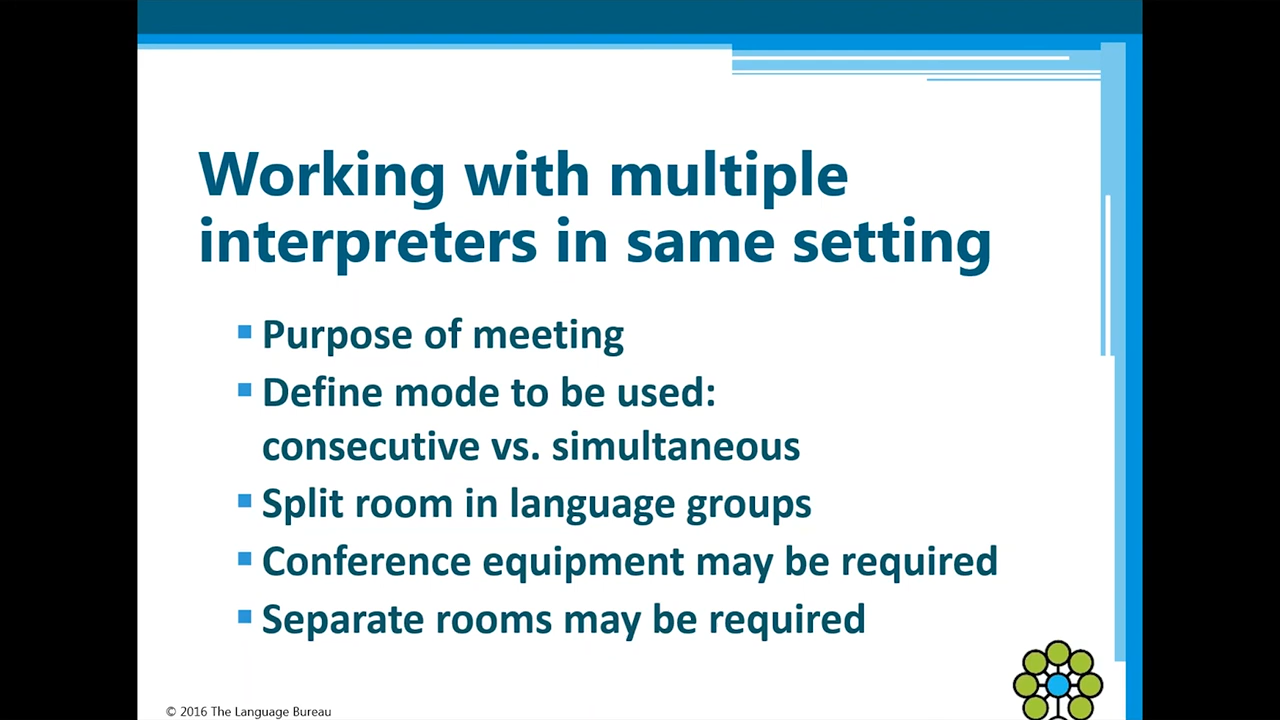 Working with multiple
interpreters in same setting
Purpose of meeting
Define mode to be used:
consecutive vs. simultaneous
Split room in language groups
Conference equipment may be required
Separate rooms may be required
© 2016 The Language Bureau